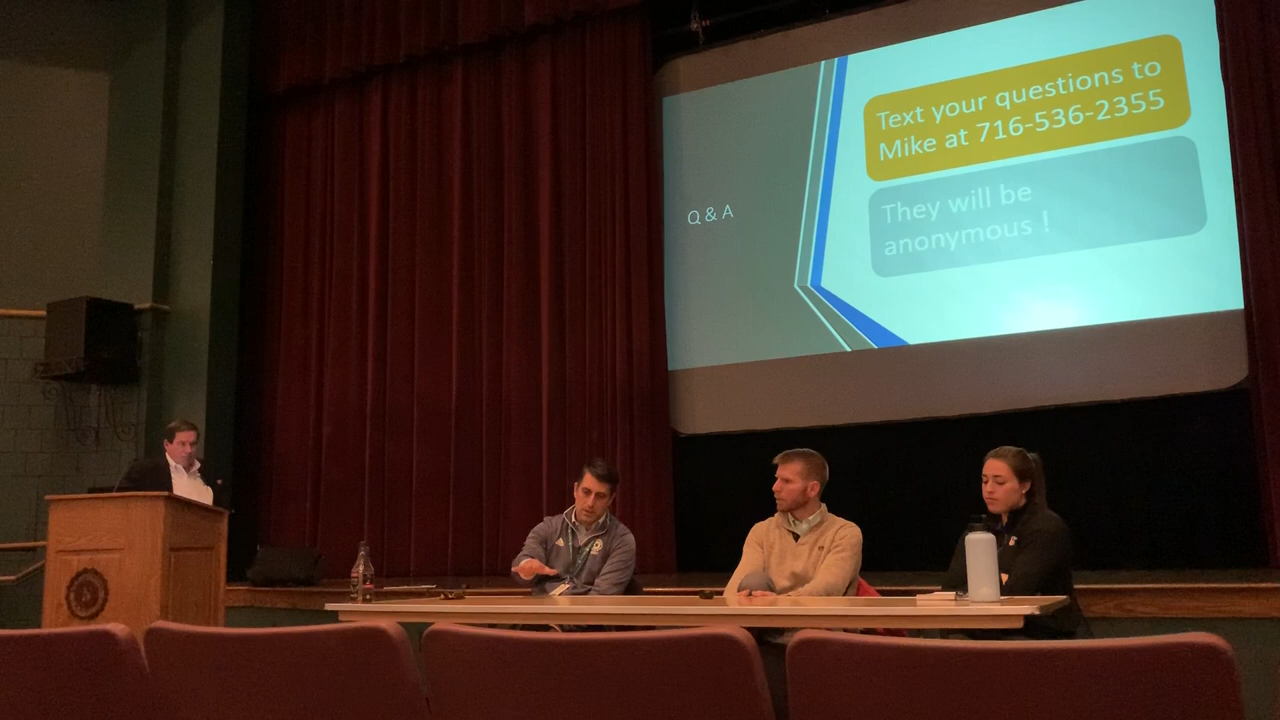 Q & A
Text your questions to
Mike at 716-536-2355
They will be
anonymous !